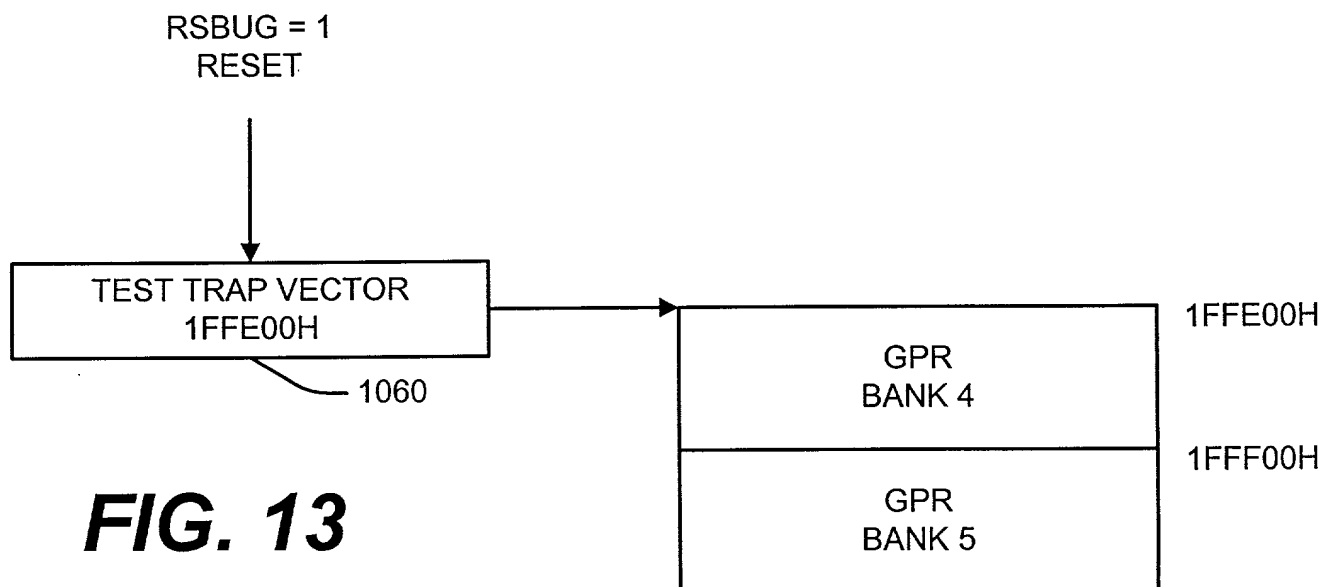 RSBUG = 1
RESET
TEST TRAP VECTOR
1FFE00H
1060
1FFE00H
GPR
BANK 4
1FFF00H
GPR
BANK 5
FIG. 13